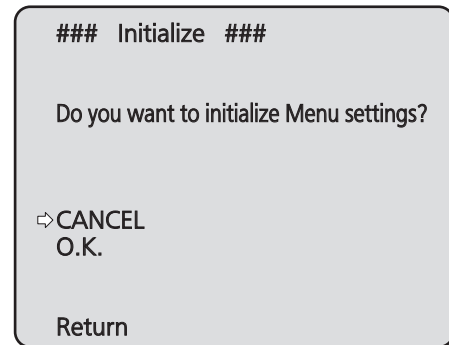 ### Initialize ###
Do you want to initialize Menu settings?
⇨CANCEL
O.K.
Return